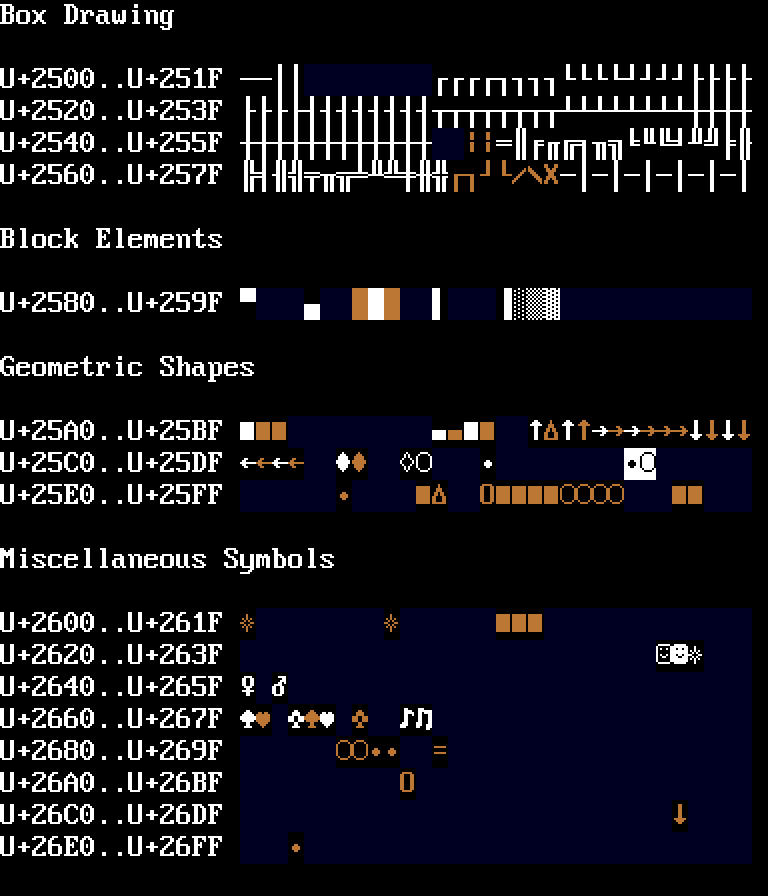 Box Drawing
U+2500..U+251F
U+2520..U+253F
U+2540..U+255F
U+2560..U+257F
Block Elements
U+2580..U+259F
Geometric Shapes
U+25A0..U+25BF
U+25C0..U+25DF
U+25E0..U+25FF
Miscellaneous Symbols
U+2600..U+261F
U+2620..U+263F
U+2640..U+265F
U+2660..U+267F
U+2680..U+269F
U+26A0..U+26BF
U+26C0..U+26DF
U+26E0..U+26FF